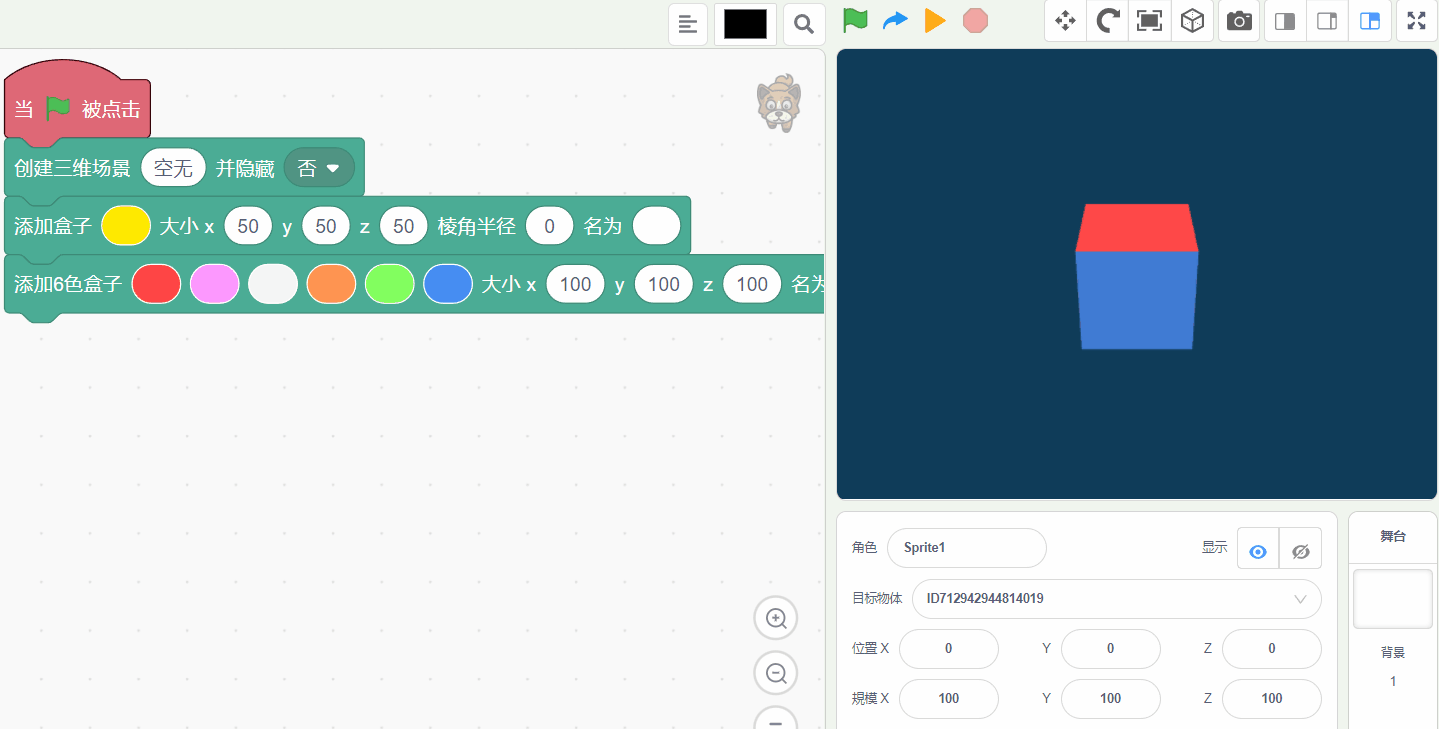 当 被点击
创建三维场景 空无 并隐藏 否
添加盒子 大小 x 50 y 50 z 50 棱角半径 0 名为
添加6色盒子 大小 x 100 y 100 z 100 名为
角色 Sprite1 显示
目标物体 ID712942944814019
位置 X 0 Y 0 Z 0
规模 X 100 Y 100 Z 100
舞台
背景
1